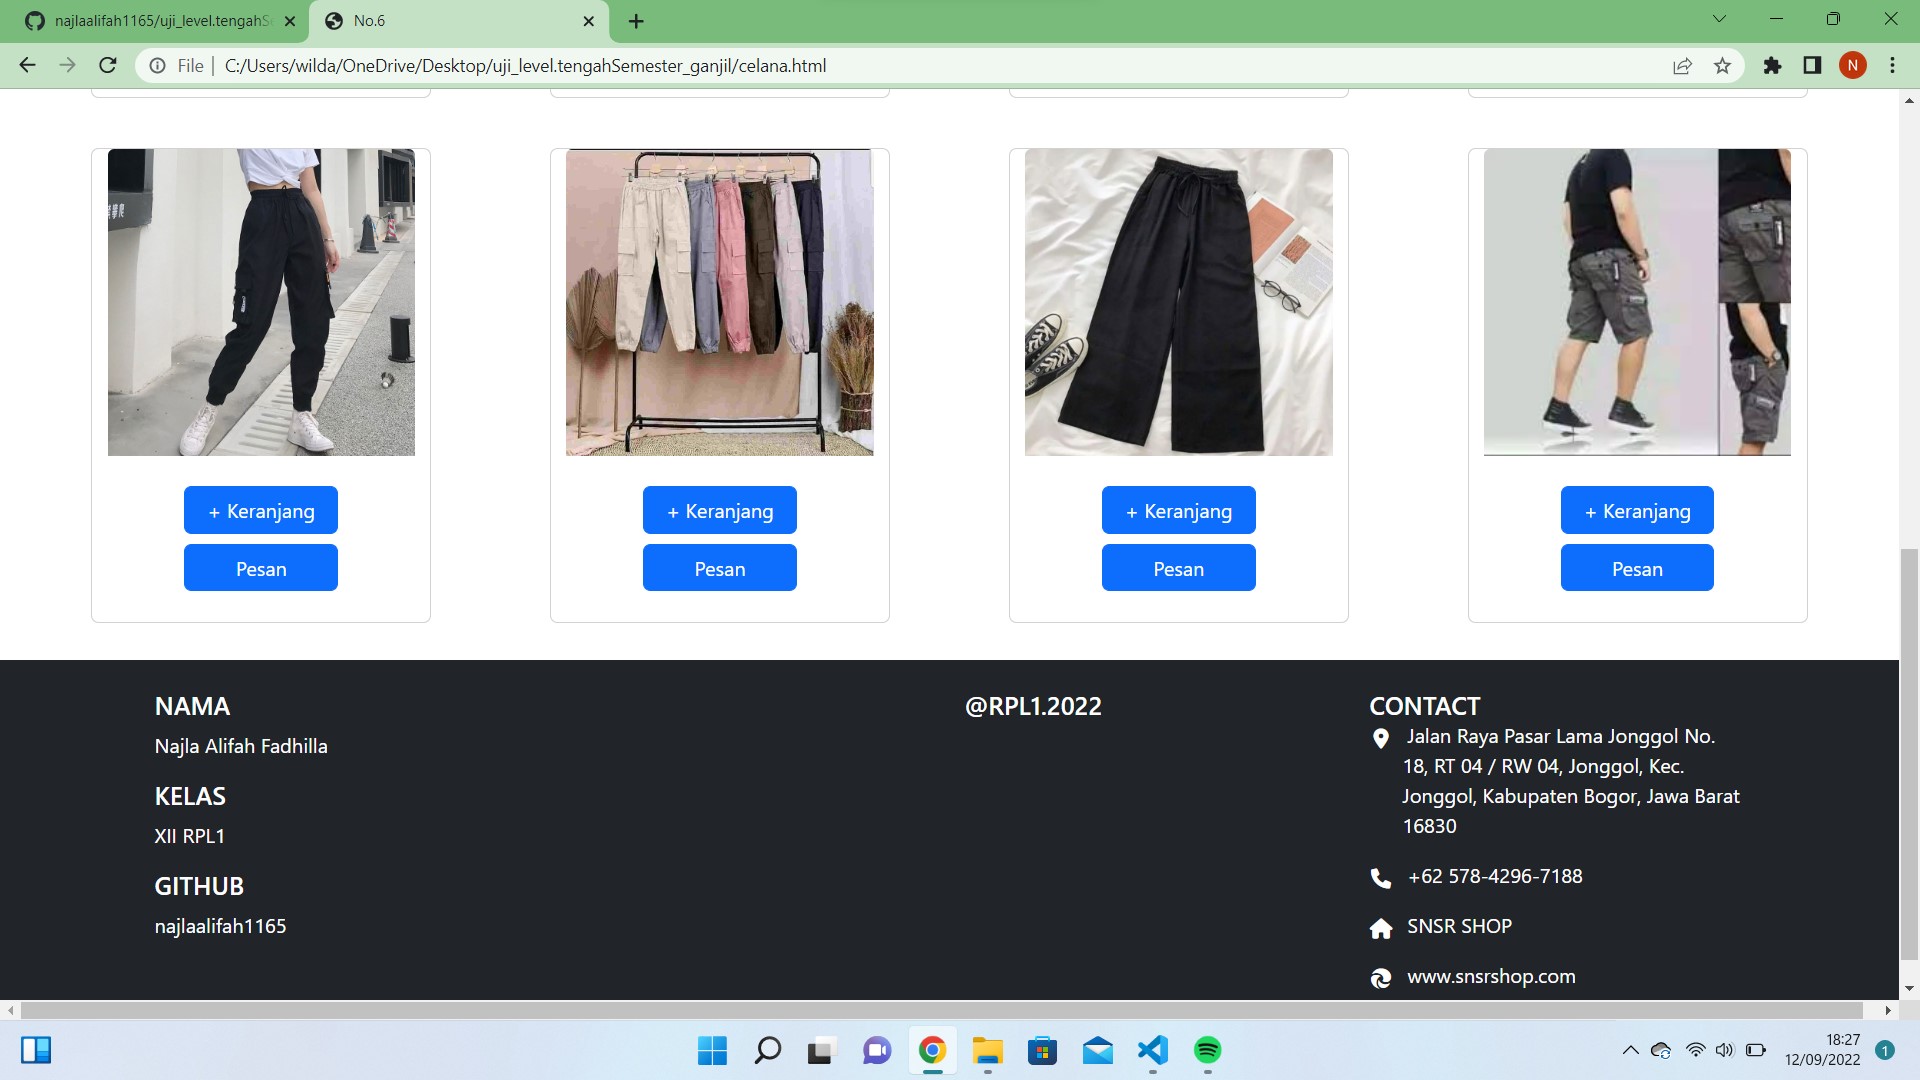 najlaalifah1165/uji_level.tengahSe
No.6
File
C:/Users/wilda/OneDrive/Desktop/uji_level.tengahSemester_ganjil/celana.html
N
+ Keranjang
+ Keranjang
+ Keranjang
+ Keranjang
Pesan
Pesan
Pesan
Pesan
NAMA
Najla Alifah Fadhilla
KELAS
XII RPL1
GITHUB
najlaalifah1165
@RPL1.2022
CONTACT
Jalan Raya Pasar Lama Jonggol No.
18, RT 04 / RW 04, Jonggol, Kec.
Jonggol, Kabupaten Bogor, Jawa Barat
16830
+62 578-4296-7188
SNSR SHOP
www.snsrshop.com
18:27
12/09/2022
1